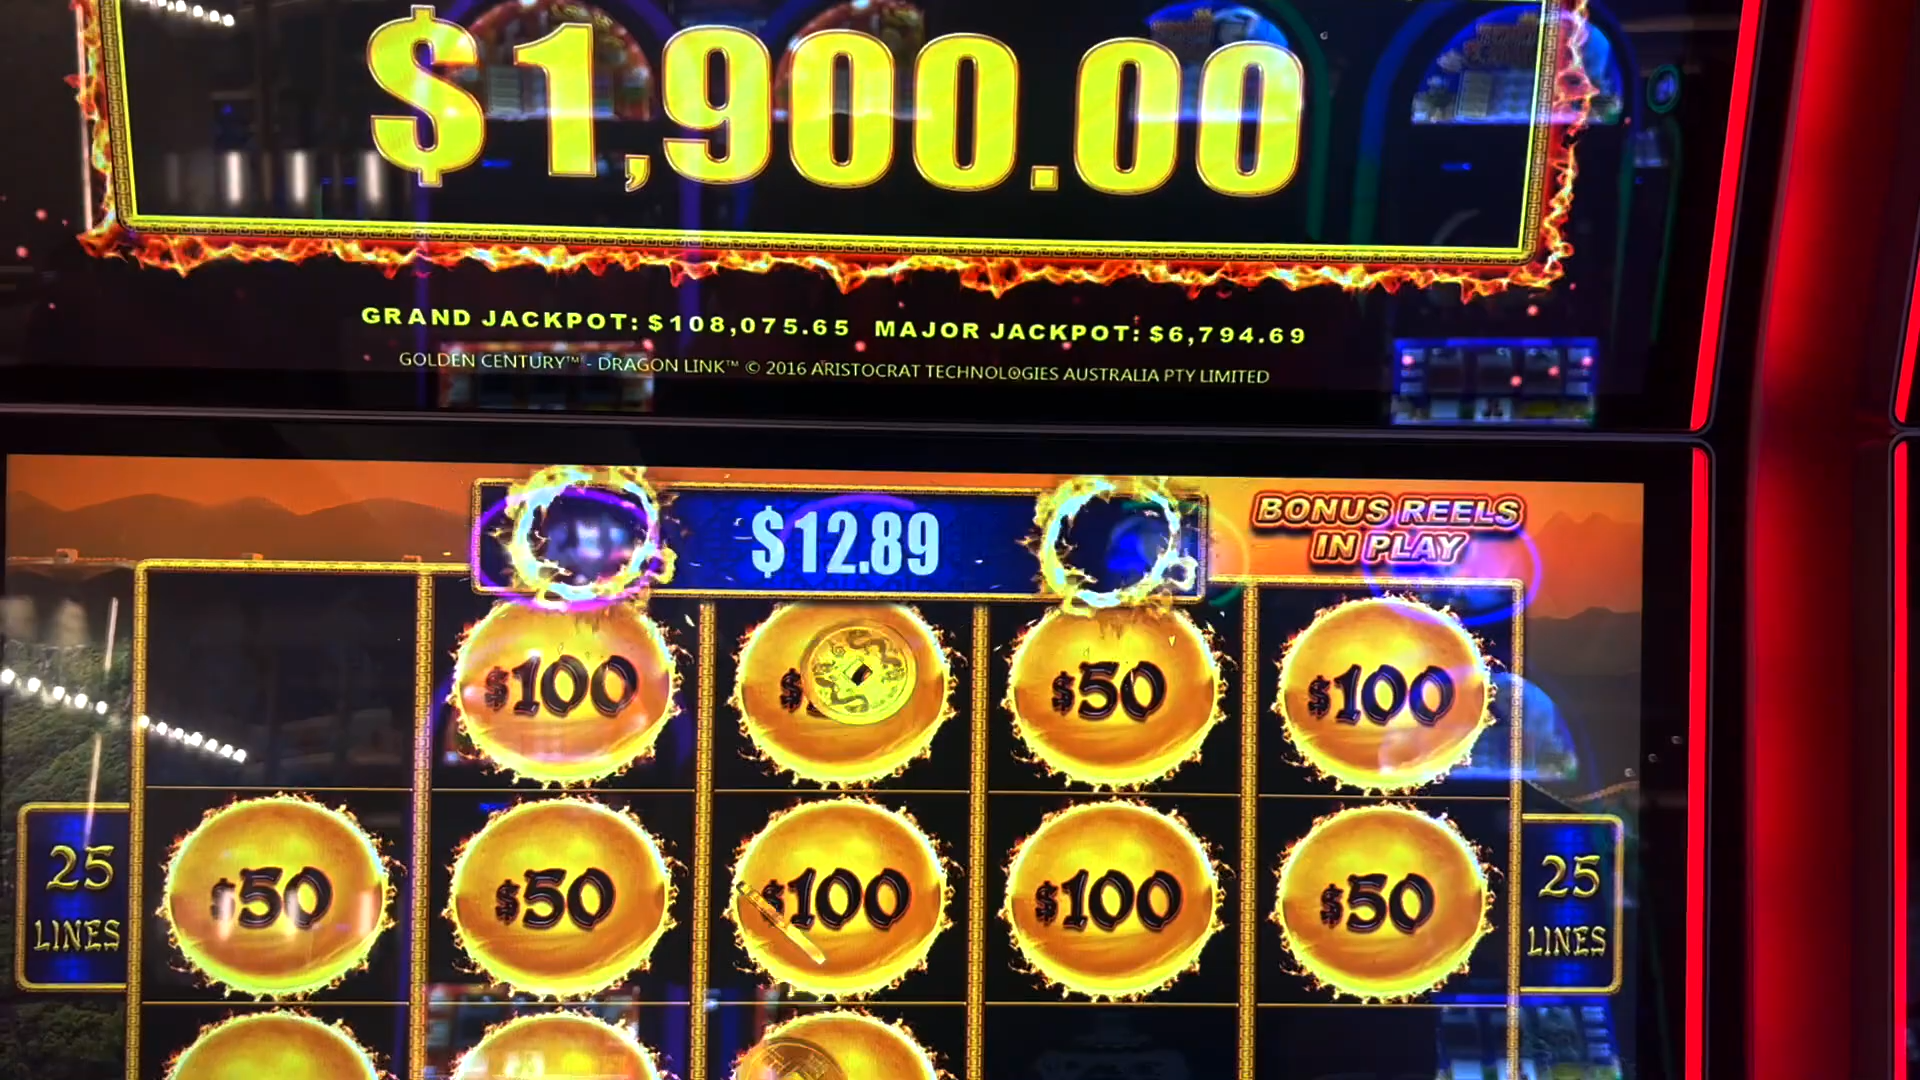 $1,900.00
GRAND JACKPOT: $108,075.65 MAJOR JACKPOT: $6,794.69
GOLDEN CENTURY™ - DRAGON LINK™ © 2016 ARISTOCRAT TECHNOLOGIES AUSTRALIA PTY LIMITED
$12.89
BONUS REELS
IN PLAY
$100
$
$50
$100
25
LINES
$50
$50
$100
$100
$50
25
LINES